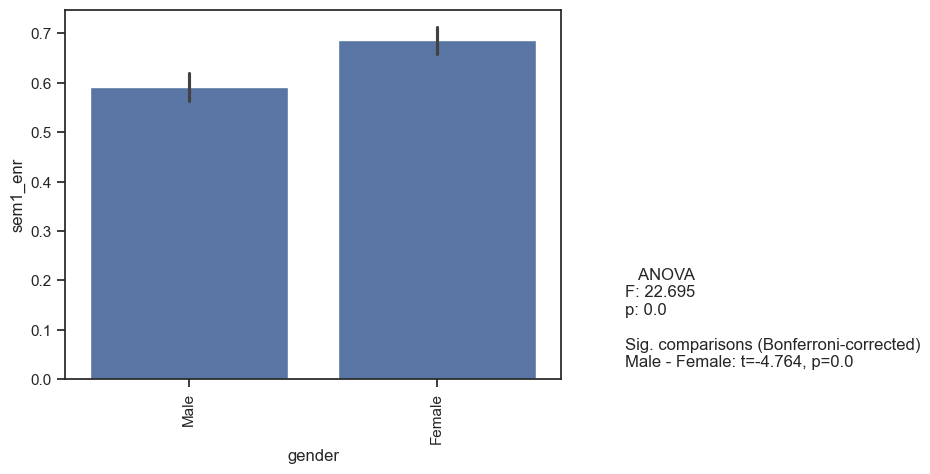 0.7
0.6
0.5
0.4
0.3
0.2
0.1
0.0
sem1_enr
Male
Female
gender
ANOVA
F: 22.695
p: 0.0
Sig. comparisons (Bonferroni-corrected)
Male - Female: t=-4.764, p=0.0